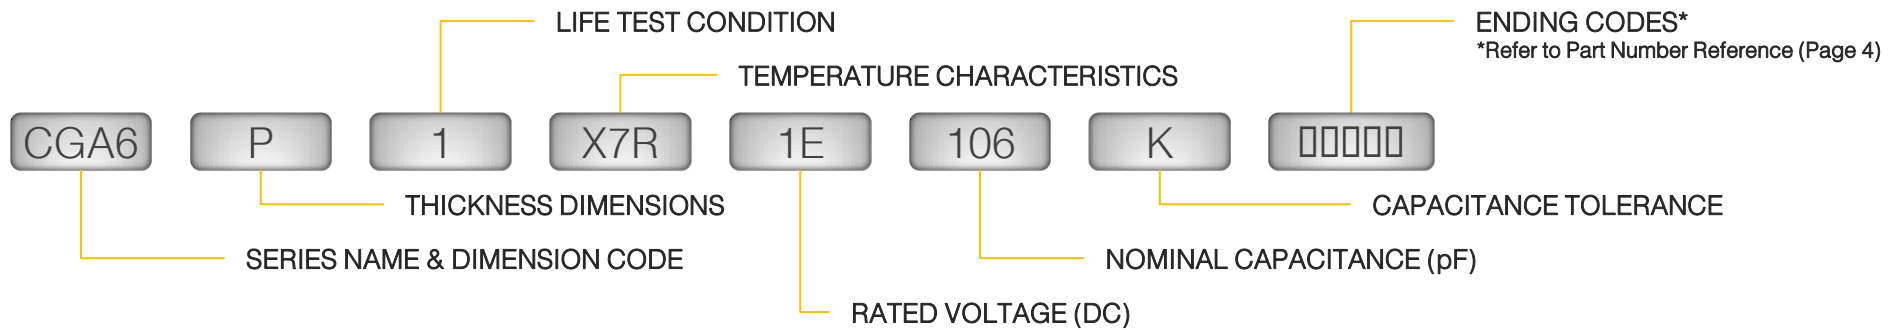 LIFE TEST CONDITION
ENDING CODES*
*Refer to Part Number Reference (Page 4)
TEMPERATURE CHARACTERISTICS
CGA6 P 1 X7R 1E 106 K ▯▯▯▯▯
THICKNESS DIMENSIONS
CAPACITANCE TOLERANCE
SERIES NAME & DIMENSION CODE
NOMINAL CAPACITANCE (pF)
RATED VOLTAGE (DC)